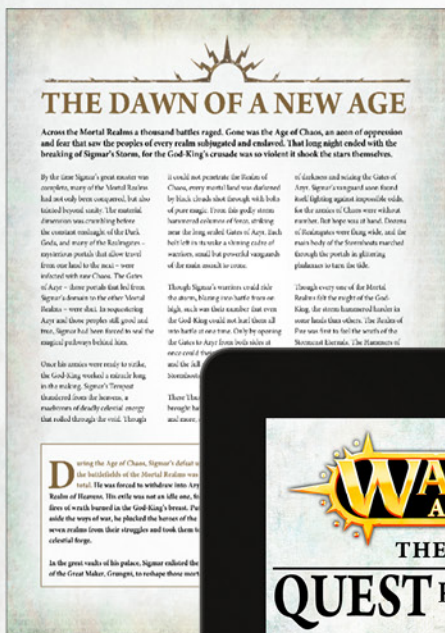 THE DAWN OF A NEW AGE
Across the Mortal Realms a thousand battles raged. Gone was the Age of Chaos, an aeon of oppression
and fear that saw the peoples of every realm subjugated and enslaved. That long night ended with the
breaking of Sigmar's Storm, for the God-King's crusade was so violent it shook the stars themselves.
By the time Sigmar's great muster was
complete, many of the Mortal Realms
had not only been conquered, but also
tainted beyond sanity. The material
dimension was crumbling before
the constant onslaught of the Dark
Gods, and many of the Realmgates –
mysterious portals that allow travel
from one land to the next – were
infected with raw Chaos. The Gates
of Azyr – those portals that led from
Sigmar's domain to the other Mortal
Realms – were shut. In sequestering
Azyr and those peoples still good and
true, Sigmar had been forced to seal the
magical pathways behind him.
Once his armies were ready to strike,
the God-King worked a miracle long
in the making. Sigmar's Tempest
thundered from the heavens, a
maelstrom of deadly celestial energy
that roiled through the void. Though
it could not penetrate the Realm of
Chaos, every mortal land was darkened
by black clouds shot through with bolts
of pure magic. From this godly storm
hammered columns of force, striking
near the long ended Gates of Azyr. Each
bolt left in its wake a shining cadre of
warriors, small but powerful vanguards
of the main assault to come.
Though Sigmar's warriors could ride
the storm, blazing into battle from on
high, such was their number that even
the God-King could not hurl them all
into battle at one time. Only by opening
the Gates to Azyr from both sides at
once could the
and the full
Stormhosts
There
brought
and more,
of darkness and seizing the Gates of
Azyr. Sigmar's vanguard soon found
itself fighting against impossible odds,
for the armies of Chaos were without
number. But hope was at hand. Dozens
of Realmgates were flung wide, and the
main body of the Stormhosts marched
through the portals in glittering
phalanxes to turn the tide.
Through every one of the Mortal
Realms felt the might of the God-
King, the storm hammered harder in
some lands than others. The Realm of
Fire was first to feel the wrath of the
Stormcast Eternals. The Hammers of
During the Age of Chaos, Sigmar's defeat
the battlefields of the Mortal Realms was
total. He was forced to withdraw into Azyr
Realm of Heavens. His exile was not an idle one,
fires of wrath burned in the God-King's breast.
aside the ways of war, he plucked the heroes of the
seven realms from their struggles and took them
celestial forge.
In the great vaults of his palace, Sigmar enlisted the
of the Great Maker, Grungni, to reshape those
WA
A
THE
QUEST